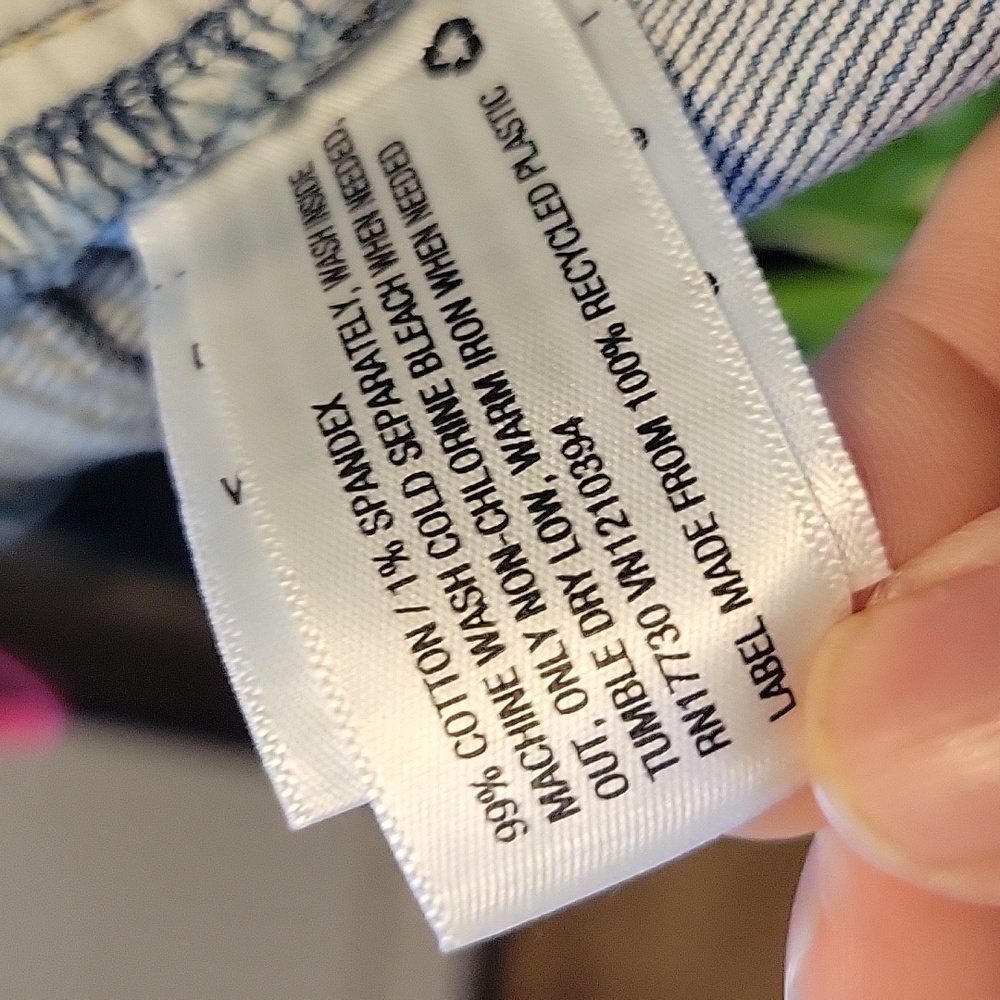 99% COTTON / 1% SPANDEX
MACHINE WASH COLD SEPARATELY, WASH INSIDE
OUT, ONLY NON-CHLORINE BLEACH WHEN NEEDED,
TUMBLE DRY LOW, WARM IRON WHEN NEEDED
RN17730 VN1210394
LABEL MADE FROM 100% RECYCLED PLASTIC